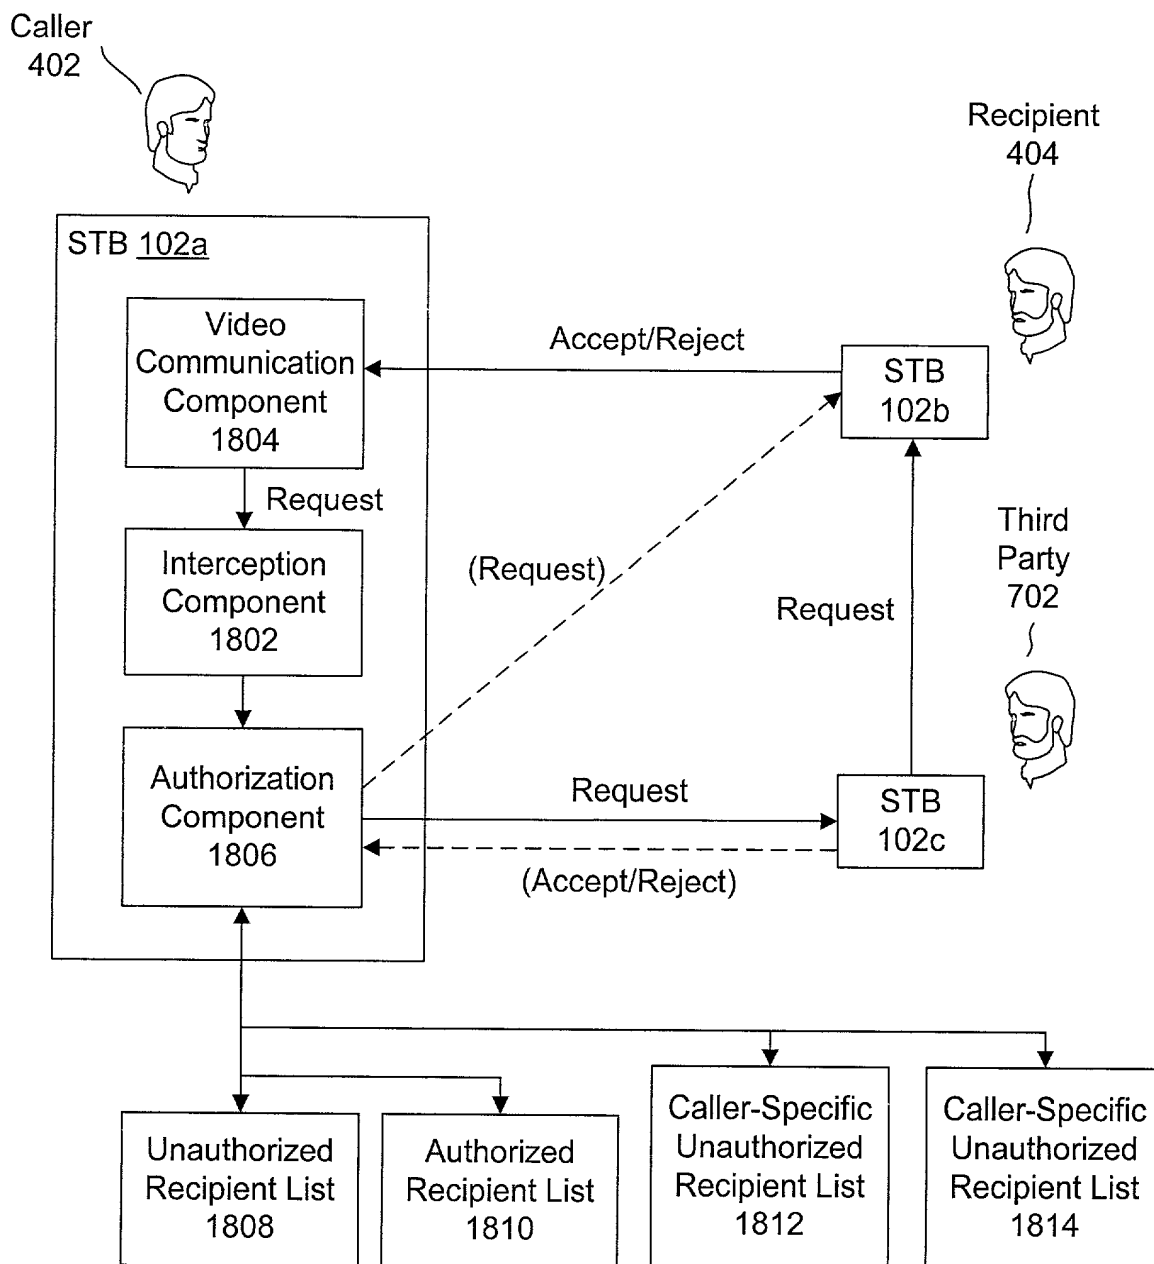 Caller
402
Recipient
404
STB 102a
Video
Communication
Component
1804
Accept/Reject
STB
102b
Request
Interception
Component
1802
(Request)
Third
Party
702
Request
Authorization
Component
1806
Request
STB
102c
(Accept/Reject)
Unauthorized
Recipient List
1808
Authorized
Recipient List
1810
Caller-Specific
Unauthorized
Recipient List
1812
Caller-Specific
Unauthorized
Recipient List
1814